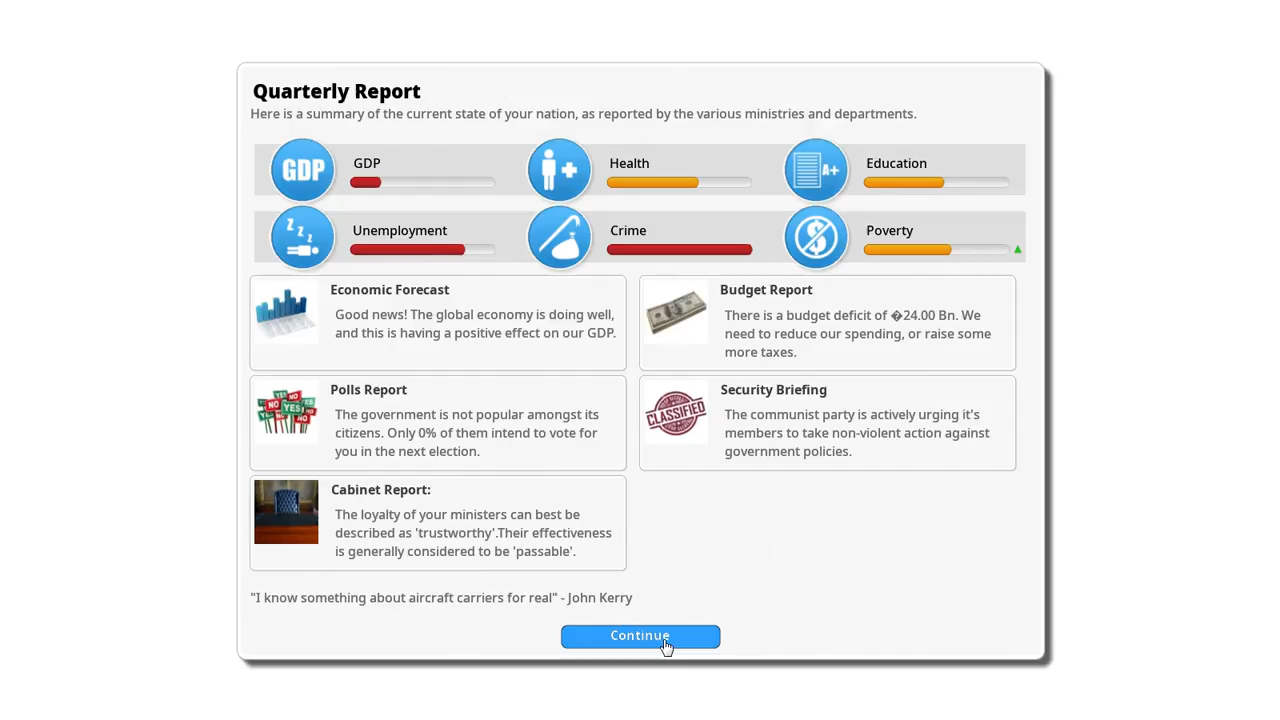 Quarterly Report
Here is a summary of the current state of your nation, as reported by the various ministries and departments.
GDP
GDP
Health
A+
Education
Z Z Z
Unemployment
Crime
$
Poverty
Economic Forecast
Good news! The global economy is doing well,
and this is having a positive effect on our GDP.
Budget Report
There is a budget deficit of �24.00 Bn. We
need to reduce our spending, or raise some
more taxes.
NO
YES
NO
YES
NO
Polls Report
The government is not popular amongst its
citizens. Only 0% of them intend to vote for
you in the next election.
CLASSIFIED
Security Briefing
The communist party is actively urging it's
members to take non-violent action against
government policies.
Cabinet Report:
The loyalty of your ministers can best be
described as 'trustworthy'.Their effectiveness
is generally considered to be 'passable'.
"I know something about aircraft carriers for real" - John Kerry
Continue